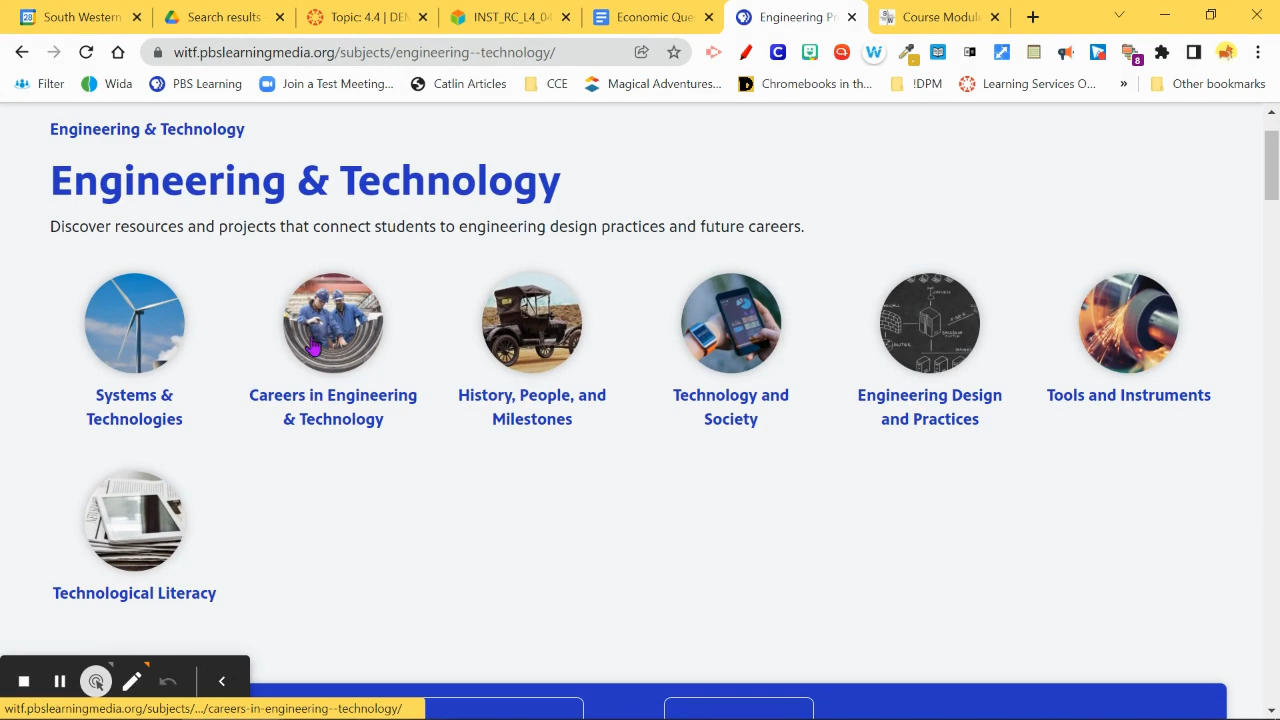 South Western
Search results
Topic: 4.4 | DEM
INST_RC_L4_04
Economic Que
Engineering Pr
Course Modul
witf.pbslearningmedia.org/subjects/engineering--technology/
8
Filter
Wida
PBS Learning
Join a Test Meeting...
Catlin Articles
CCE
Magical Adventures...
Chromebooks in th...
!DPM
Learning Services O...
»
Other bookmarks
Engineering & Technology
Engineering & Technology
Discover resources and projects that connect students to engineering design practices and future careers.
Systems &
Technologies
Careers in Engineering
& Technology
History, People, and
Milestones
Technology and
Society
Engineering Design
and Practices
Tools and Instruments
Technological Literacy
witf.pbslearningmedia.org/subjects/.../careers-in-engineering--technology/